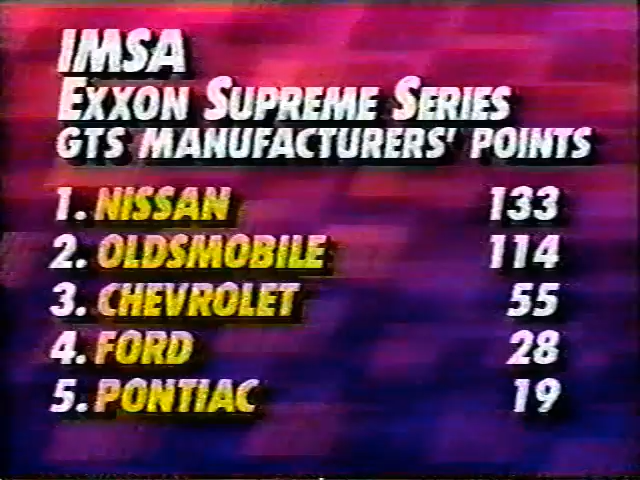 IMSA
EXXON SUPREME SERIES
GTS MANUFACTURERS' POINTS
1. NISSAN 133
2. OLDSMOBILE 114
3. CHEVROLET 55
4. FORD 28
5. PONTIAC 19